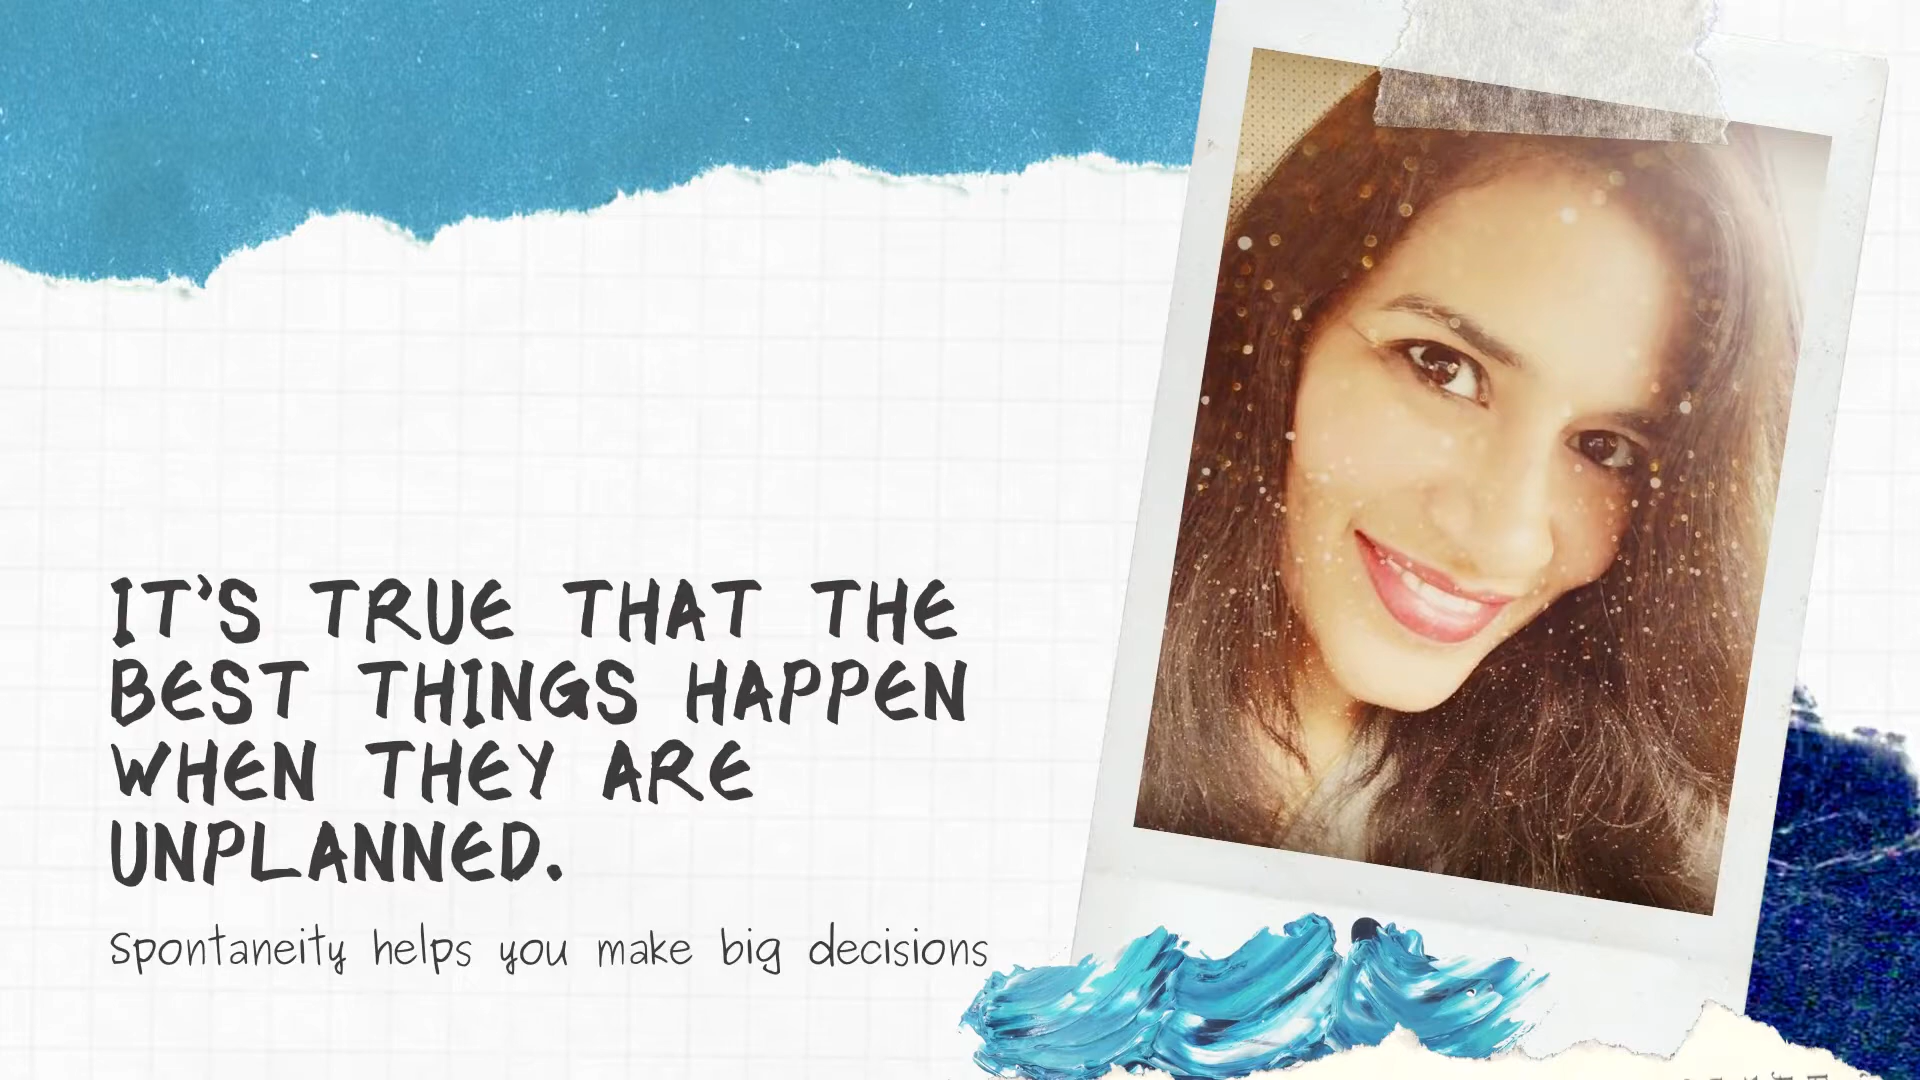 IT'S TRUE THAT THE
BEST THINGS HAPPEN
WHEN THEY ARE
UNPLANNED.
Spontaneity helps you make big decisions